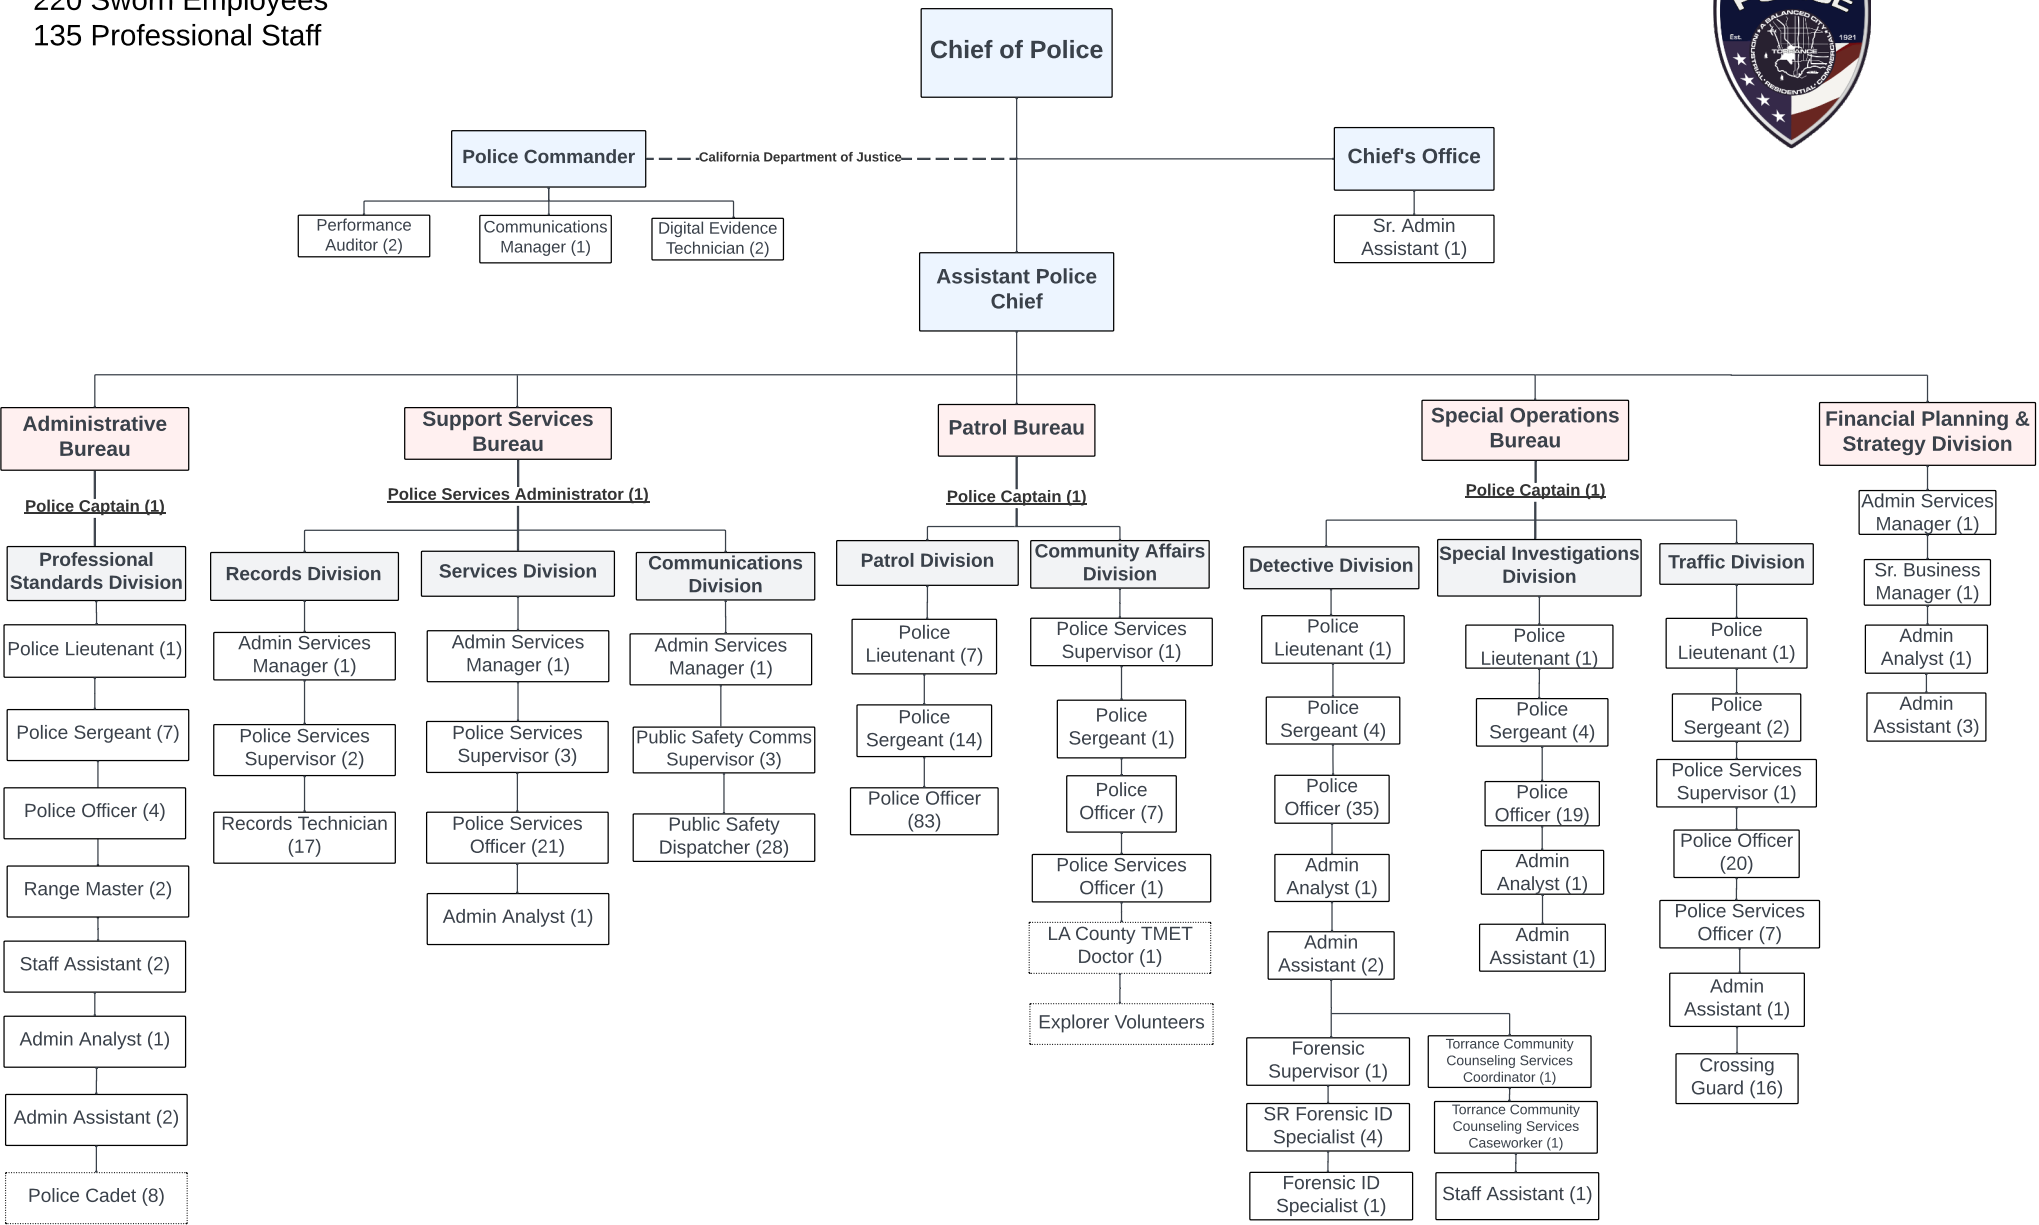 220 Sworn Employees
135 Professional Staff
POLICE
Est.
1921
A BALANCED CITY
INDUSTRIAL·RESIDENTIAL·COMMERCIAL
TORRANCE
Chief of Police
Police Commander
California Department of Justice
Chief's Office
Performance
Auditor (2)
Communications
Manager (1)
Digital Evidence
Technician (2)
Sr. Admin
Assistant (1)
Assistant Police
Chief
Administrative
Bureau
Police Captain (1)
Professional
Standards Division
Police Lieutenant (1)
Police Sergeant (7)
Police Officer (4)
Range Master (2)
Staff Assistant (2)
Admin Analyst (1)
Admin Assistant (2)
Police Cadet (8)
Support Services
Bureau
Police Services Administrator (1)
Records Division
Admin Services
Manager (1)
Police Services
Supervisor (2)
Records Technician
(17)
Services Division
Admin Services
Manager (1)
Police Services
Supervisor (3)
Police Services
Officer (21)
Admin Analyst (1)
Communications
Division
Admin Services
Manager (1)
Public Safety Comms
Supervisor (3)
Public Safety
Dispatcher (28)
Patrol Bureau
Police Captain (1)
Patrol Division
Police
Lieutenant (7)
Police
Sergeant (14)
Police Officer
(83)
Community Affairs
Division
Police Services
Supervisor (1)
Police
Sergeant (1)
Police
Officer (7)
Police Services
Officer (1)
LA County TMET
Doctor (1)
Explorer Volunteers
Special Operations
Bureau
Police Captain (1)
Detective Division
Police
Lieutenant (1)
Police
Sergeant (4)
Police
Officer (35)
Admin
Analyst (1)
Admin
Assistant (2)
Forensic
Supervisor (1)
SR Forensic ID
Specialist (4)
Forensic ID
Specialist (1)
Torrance Community
Counseling Services
Coordinator (1)
Torrance Community
Counseling Services
Caseworker (1)
Staff Assistant (1)
Special Investigations
Division
Police
Lieutenant (1)
Police
Sergeant (4)
Police
Officer (19)
Admin
Analyst (1)
Admin
Assistant (1)
Traffic Division
Police
Lieutenant (1)
Police
Sergeant (2)
Police Services
Supervisor (1)
Police Officer
(20)
Police Services
Officer (7)
Admin
Assistant (1)
Crossing
Guard (16)
Financial Planning &
Strategy Division
Admin Services
Manager (1)
Sr. Business
Manager (1)
Admin
Analyst (1)
Admin
Assistant (3)